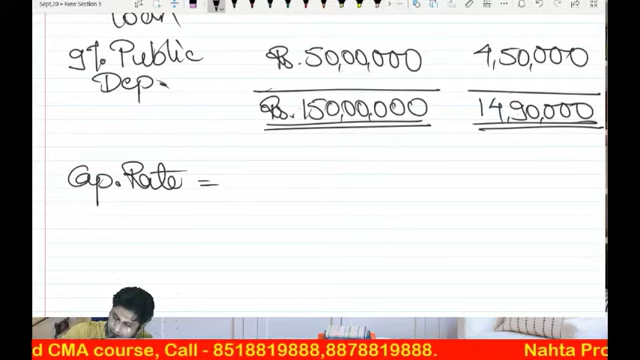 Sept,20 = New Section 3
loan
9% Public Rs. 50,00,000 4,50,000
Dep.
Rs. 150,00,000 14,90,000
Cap. Rate =
d CMA course, Call - 8518819888,8878819888. Nahta Pro